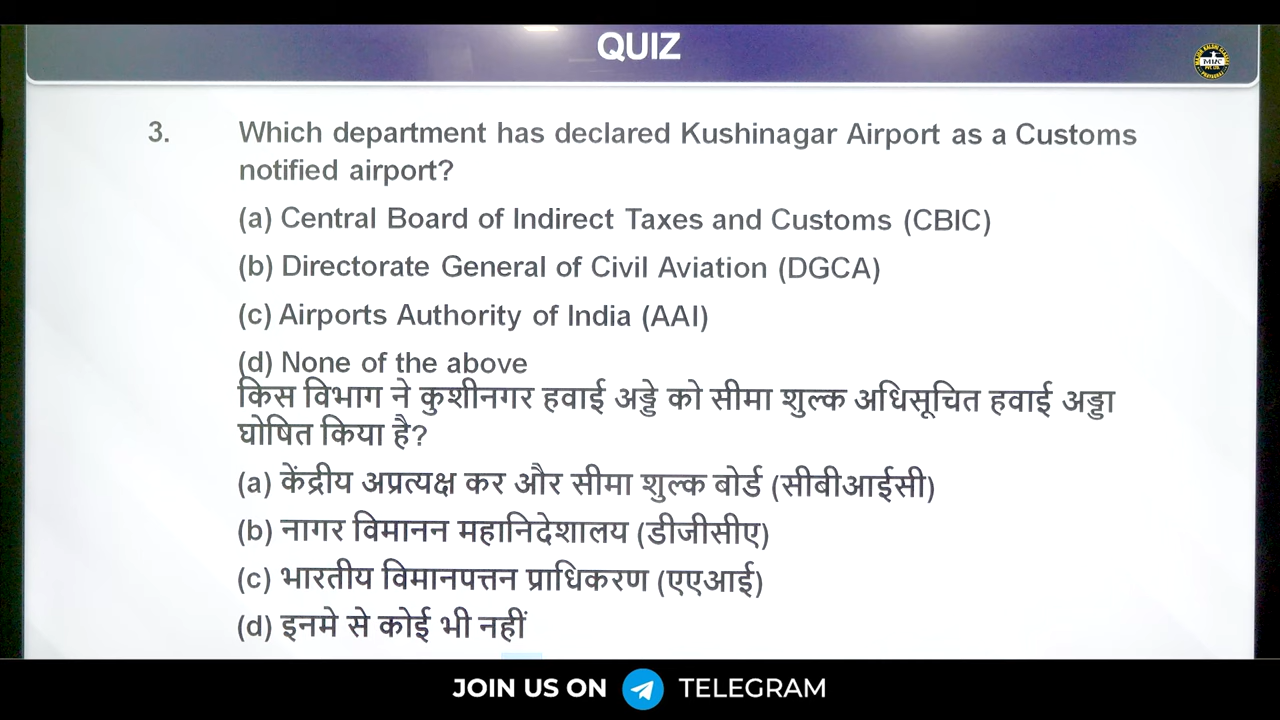 QUIZ
MRC
3. Which department has declared Kushinagar Airport as a Customs
notified airport?
(a) Central Board of Indirect Taxes and Customs (CBIC)
(b) Directorate General of Civil Aviation (DGCA)
(c) Airports Authority of India (AAI)
(d) None of the above
किस विभाग ने कुशीनगर हवाई अड्डे को सीमा शुल्क अधिसूचित हवाई अड्डा
घोषित किया है?
(a) केंद्रीय अप्रत्यक्ष कर और सीमा शुल्क बोर्ड (सीबीआईसी)
(b) नागर विमानन महानिदेशालय (डीजीसीए)
(c) भारतीय विमानपत्तन प्राधिकरण (एएआई)
(d) इनमे से कोई भी नहीं
JOIN US ON TELEGRAM